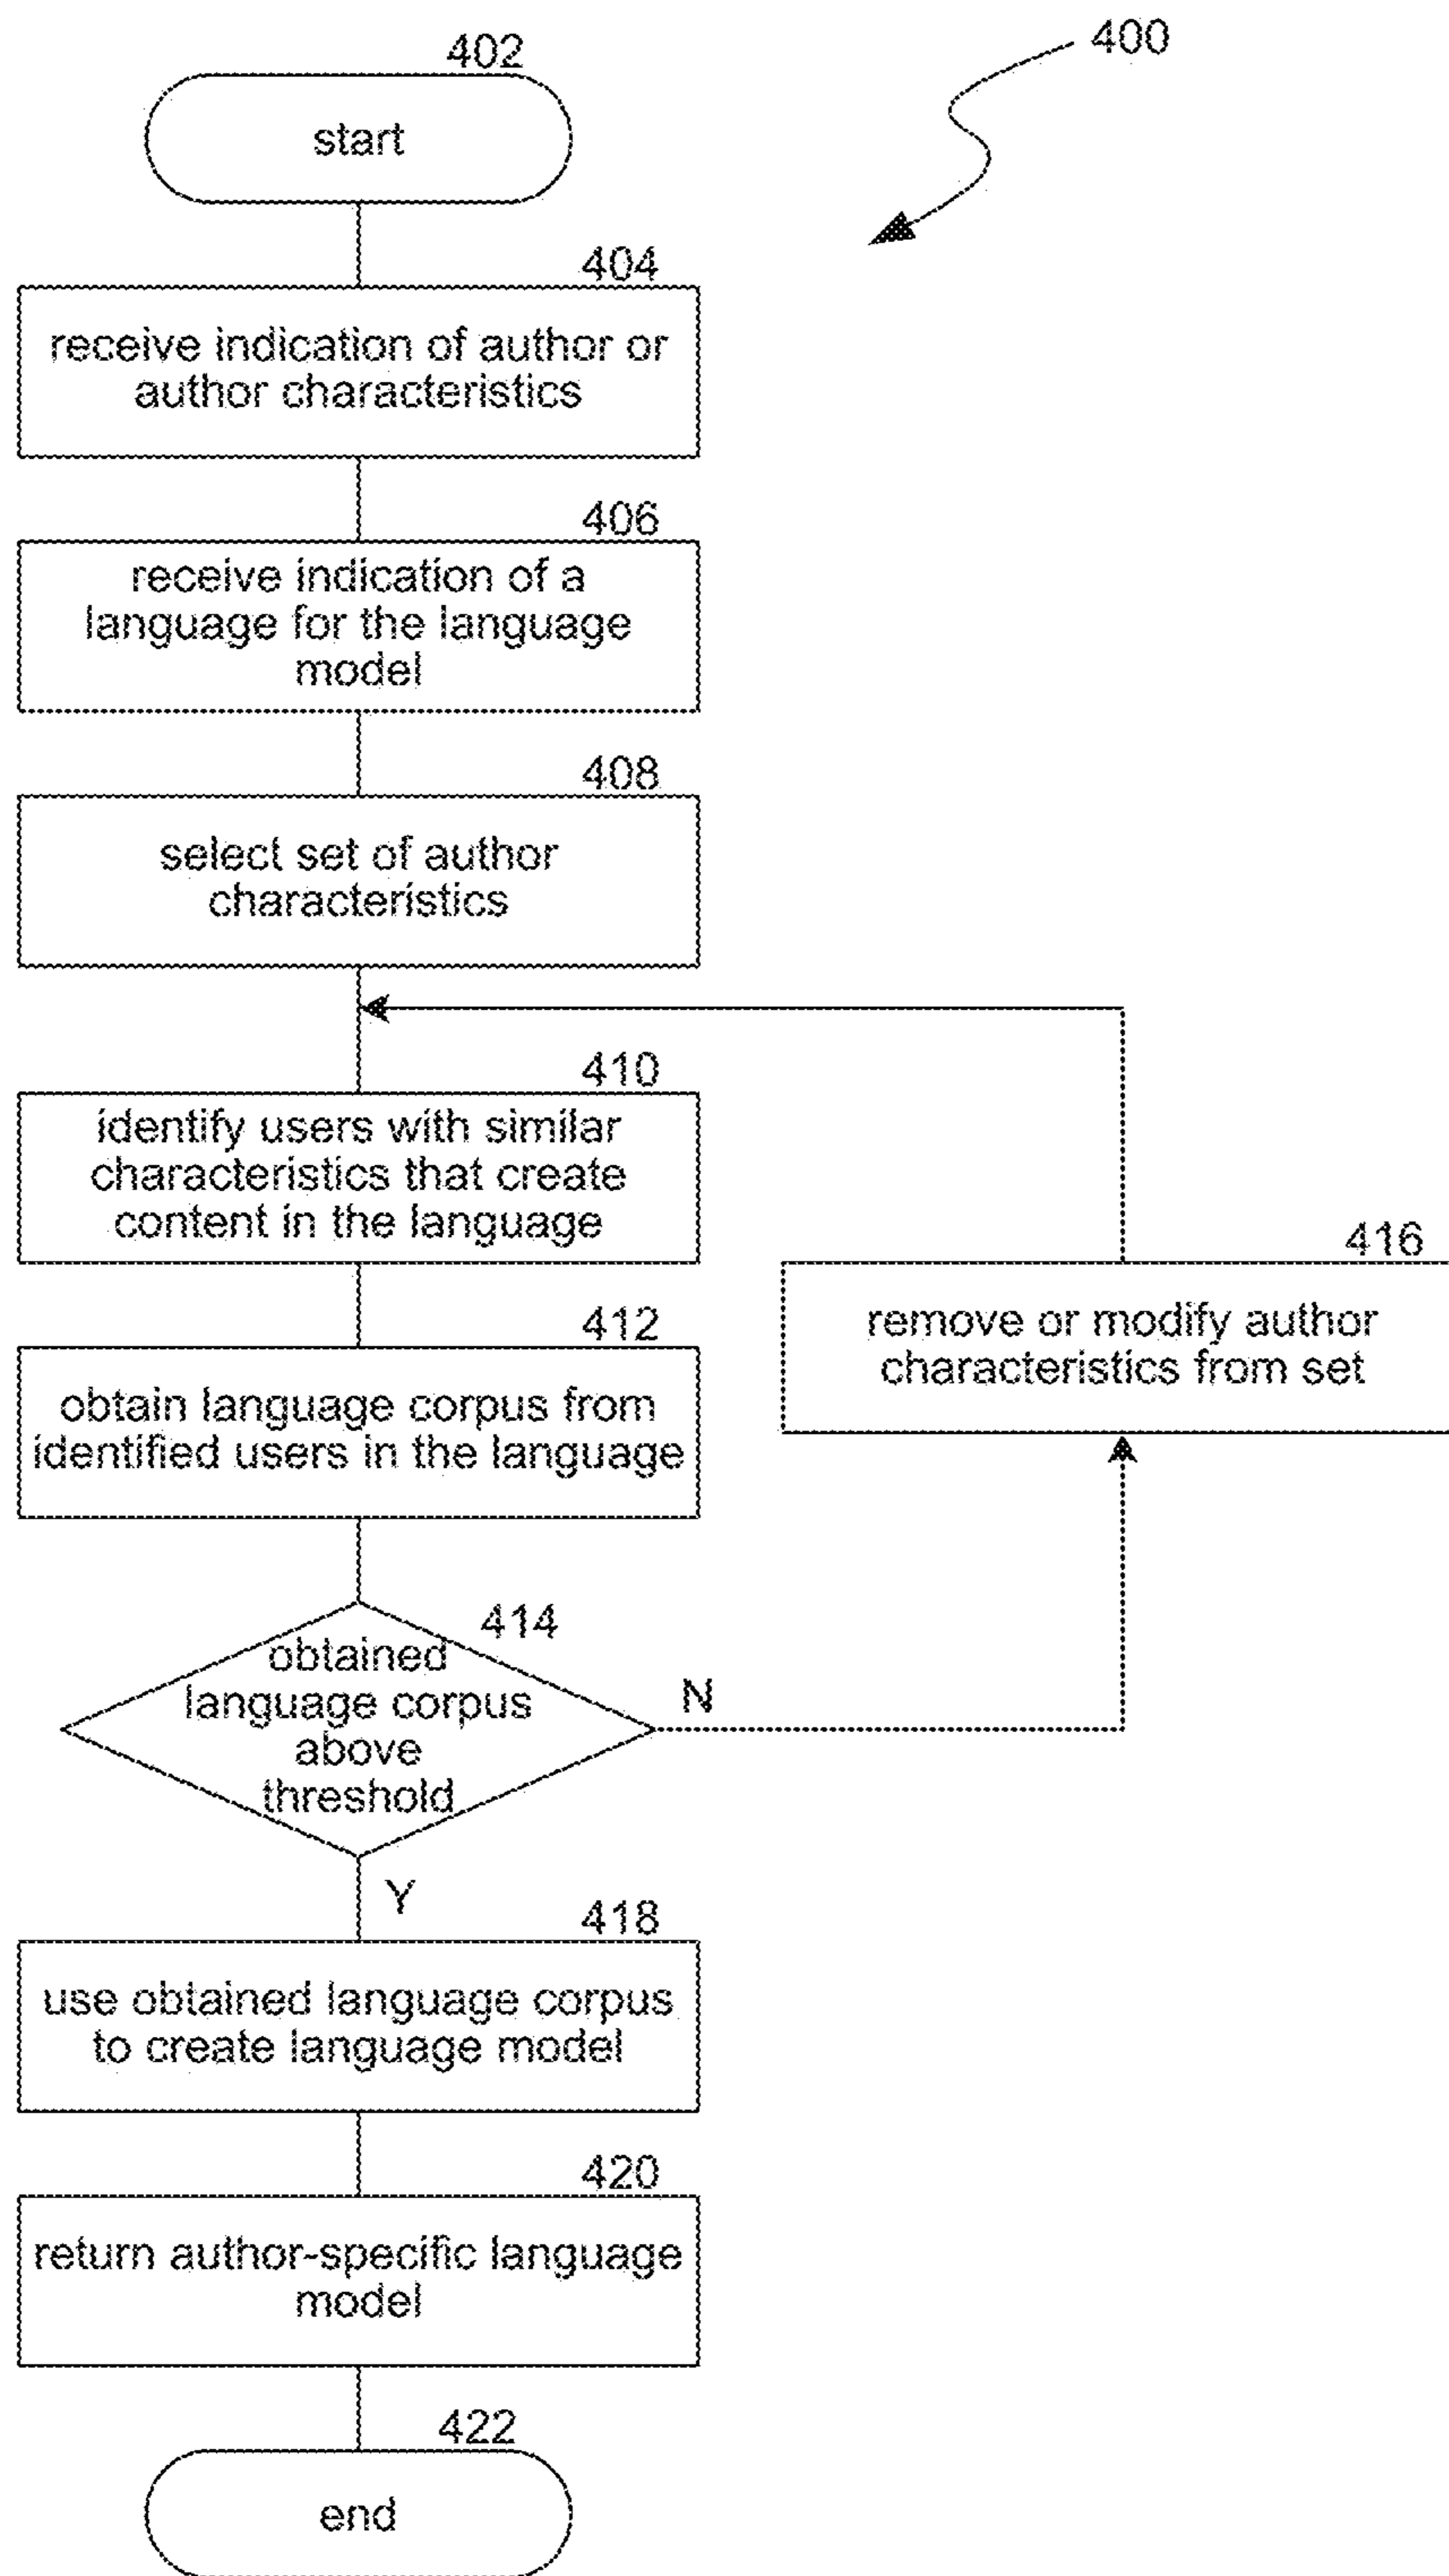 402
400
start
404
receive indication of author or
author characteristics
406
receive indication of a
language for the language
model
408
select set of author
characteristics
410
identify users with similar
characteristics that create
content in the language
416
remove or modify author
characteristics from set
412
obtain language corpus from
identified users in the language
414
obtained
language corpus
above
threshold
N
Y
418
use obtained language corpus
to create language model
420
return author-specific language
model
422
end